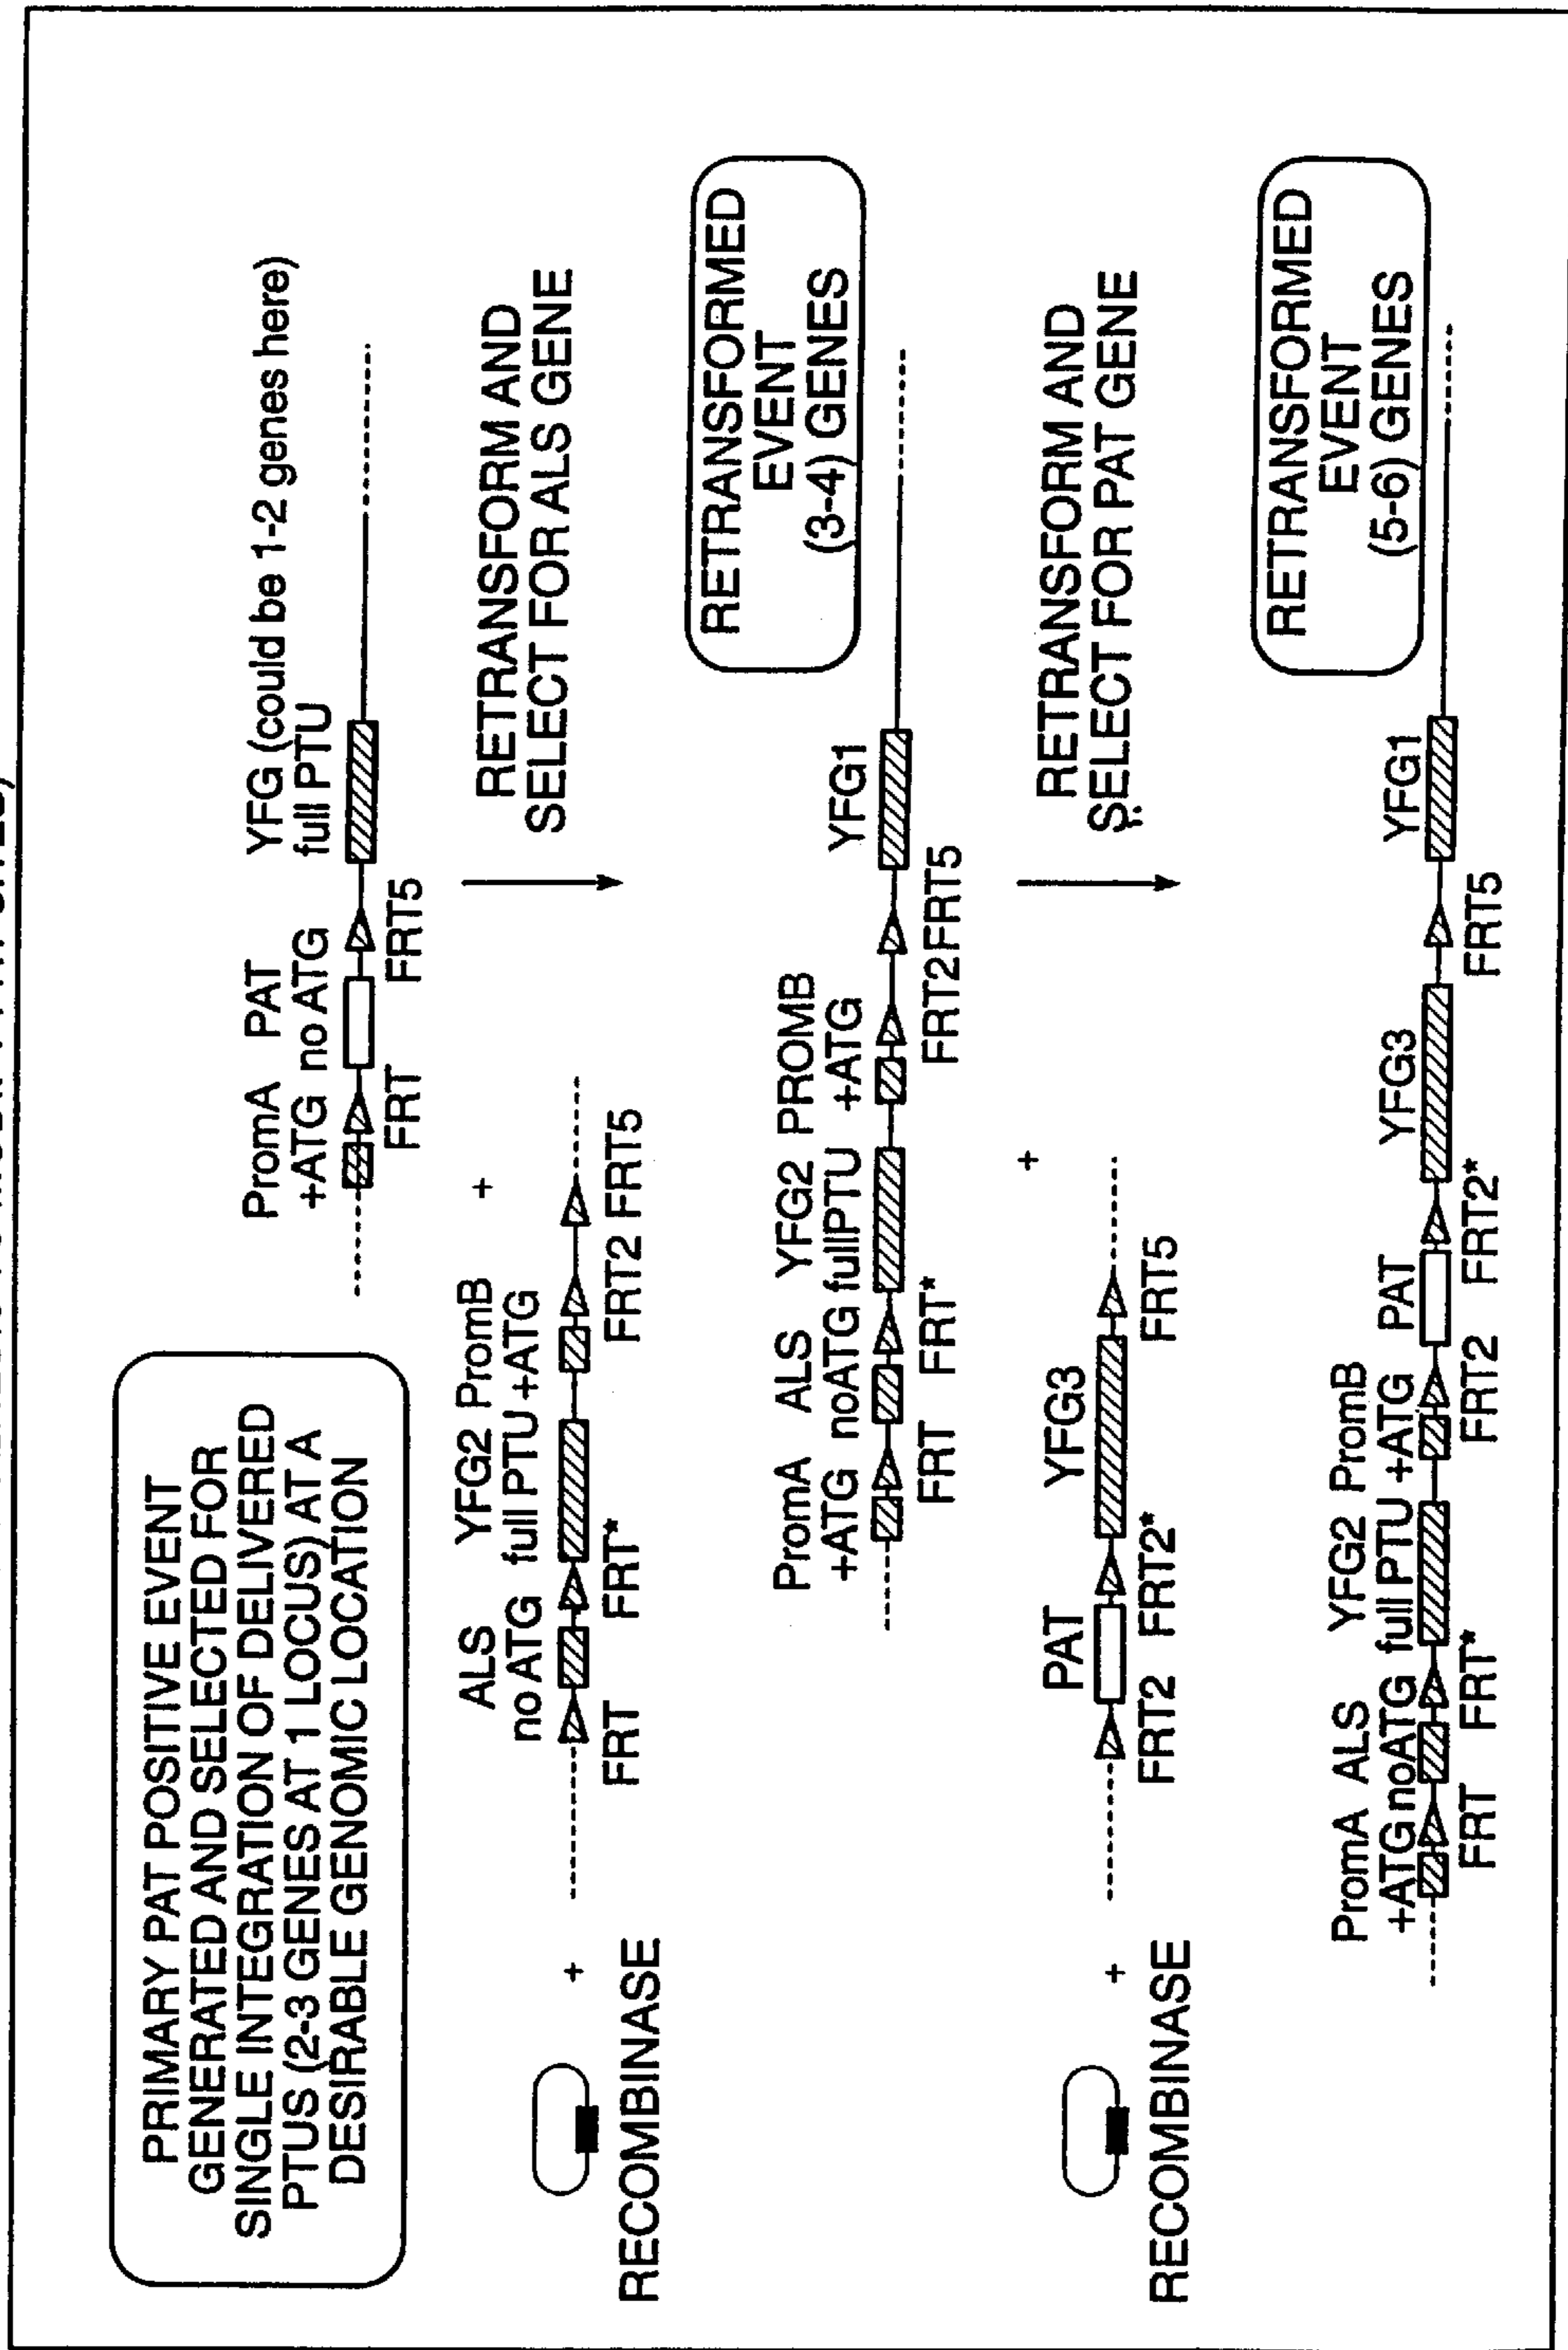 PRIMARY PAT POSITIVE EVENT
GENERATED AND SELECTED FOR
SINGLE INTEGRATION OF DELIVERED
PTUS (2-3 GENES AT 1 LOCUS) AT A
DESIRABLE GENOMIC LOCATION
PromA PAT YFG (could be 1-2 genes here)
+ATG no ATG full PTU
FRT FRT5
RETRANSFORM AND
SELECT FOR ALS GENE
ALS YFG2 PromB
no ATG full PTU +ATG
+ +
FRT FRT* FRT2 FRT5
RECOMBINASE
RETRANSFORMED
EVENT
(3-4) GENES
PromA ALS YFG2 PROMB YFG1
+ATG noATG fullPTU +ATG
FRT FRT* FRT2FRT5
RETRANSFORM AND
SELECT FOR PAT GENE
PAT YFG3
+ +
FRT2 FRT2* FRT5
RECOMBINASE
RETRANSFORMED
EVENT
(5-6) GENES
PromA ALS YFG2 PromB PAT YFG3 YFG1
+ATG noATG full PTU +ATG
FRT FRT* FRT2 FRT2* FRT5